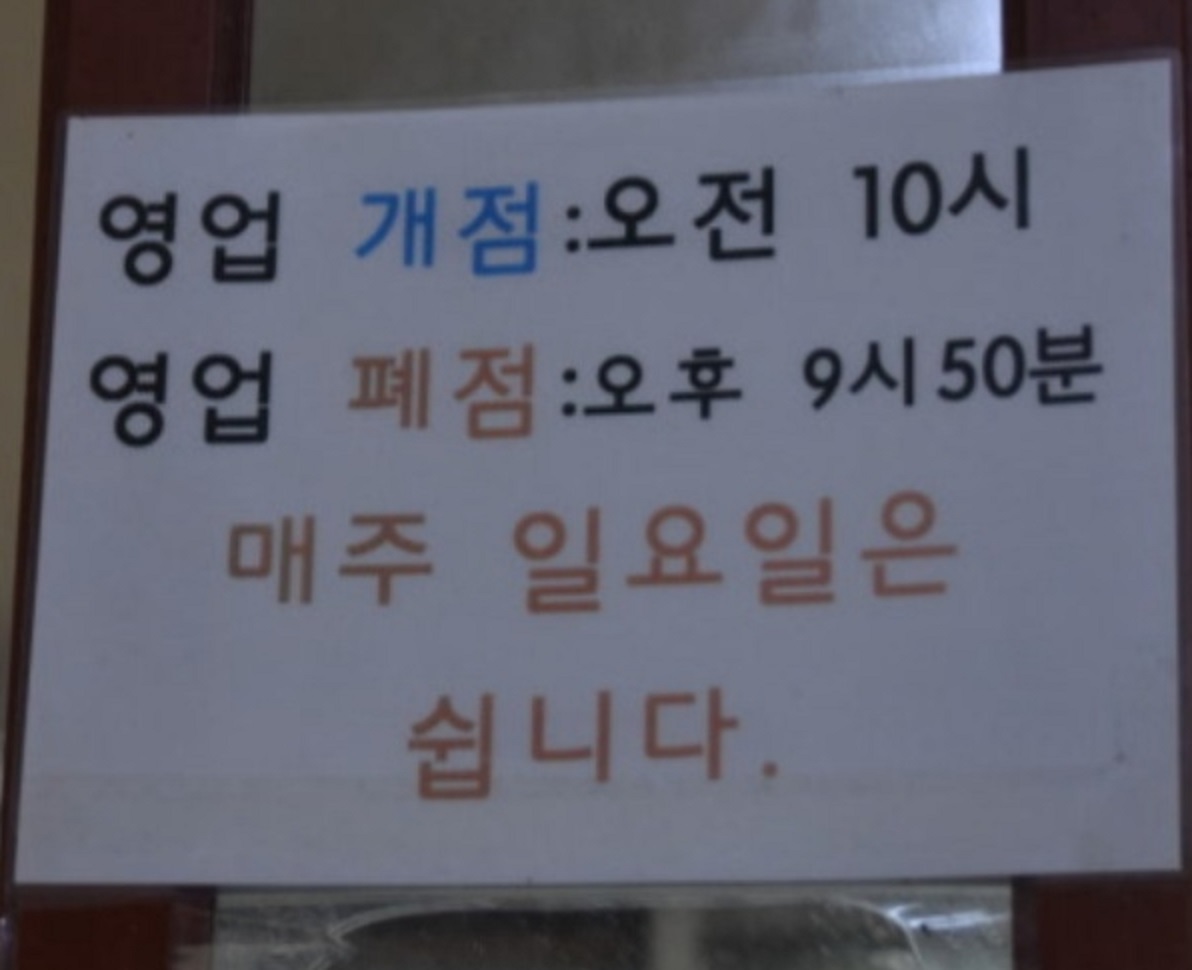 영업 개점:오전 10시
영업 폐점:오후 9시50분
매주 일요일은
쉽니다.